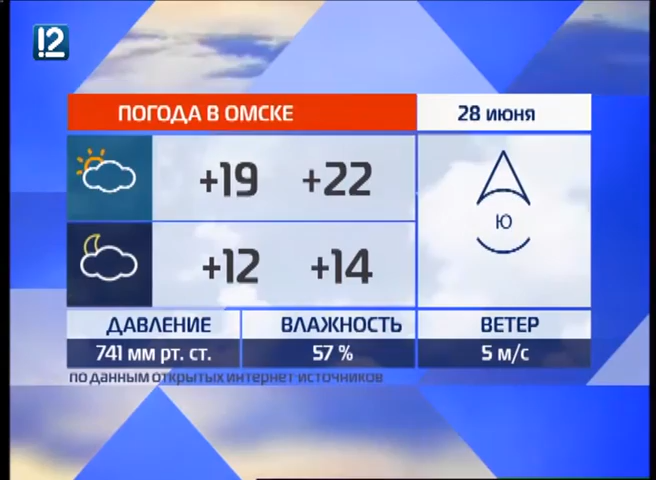 12
ПОГОДА В ОМСКЕ
28 июня
+19 +22
Ю
+12 +14
ДАВЛЕНИЕ ВЛАЖНОСТЬ ВЕТЕР
741 мм рт. ст. 57 % 5 м/с
по данным открытых интернет источников